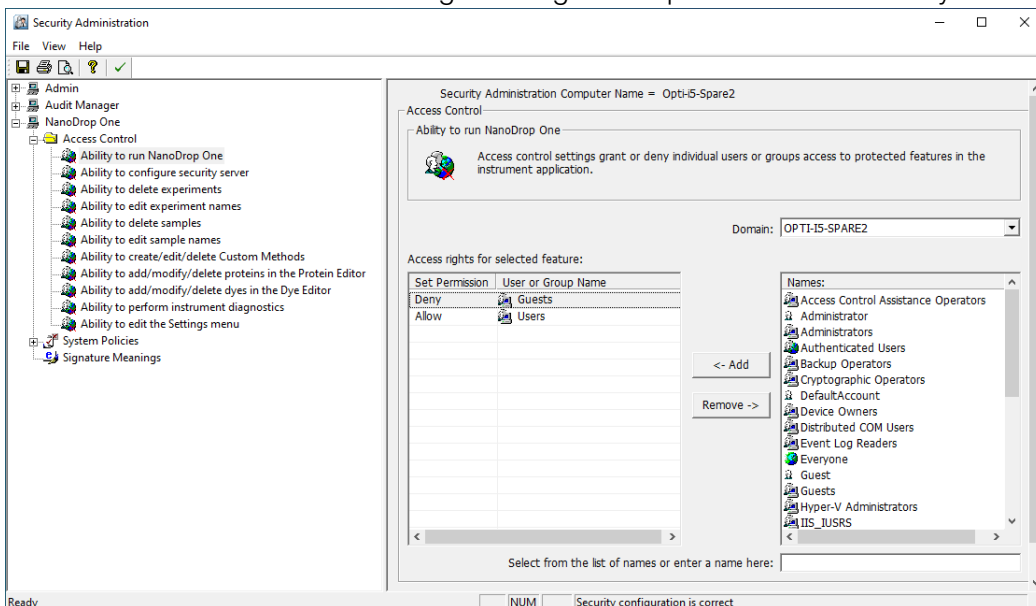 Security Administration
File View Help
Admin
Audit Manager
NanoDrop One
Access Control
Ability to run NanoDrop One
Ability to configure security server
Ability to delete experiments
Ability to edit experiment names
Ability to delete samples
Ability to edit sample names
Ability to create/edit/delete Custom Methods
Ability to add/modify/delete proteins in the Protein Editor
Ability to add/modify/delete dyes in the Dye Editor
Ability to perform instrument diagnostics
Ability to edit the Settings menu
System Policies
Signature Meanings
Security Administration Computer Name = Opti-i5-Spare2
Access Control
Ability to run NanoDrop One
Access control settings grant or deny individual users or groups access to protected features in the
instrument application.
Domain: OPTI-I5-SPARE2
Access rights for selected feature:
Set Permission User or Group Name
Deny Guests
Allow Users
<- Add
Remove ->
Names:
Access Control Assistance Operators
Administrator
Administrators
Authenticated Users
Backup Operators
Cryptographic Operators
DefaultAccount
Device Owners
Distributed COM Users
Event Log Readers
Everyone
Guest
Guests
Hyper-V Administrators
IIS_IUSRS
Select from the list of names or enter a name here:
Ready NUM Security configuration is correct